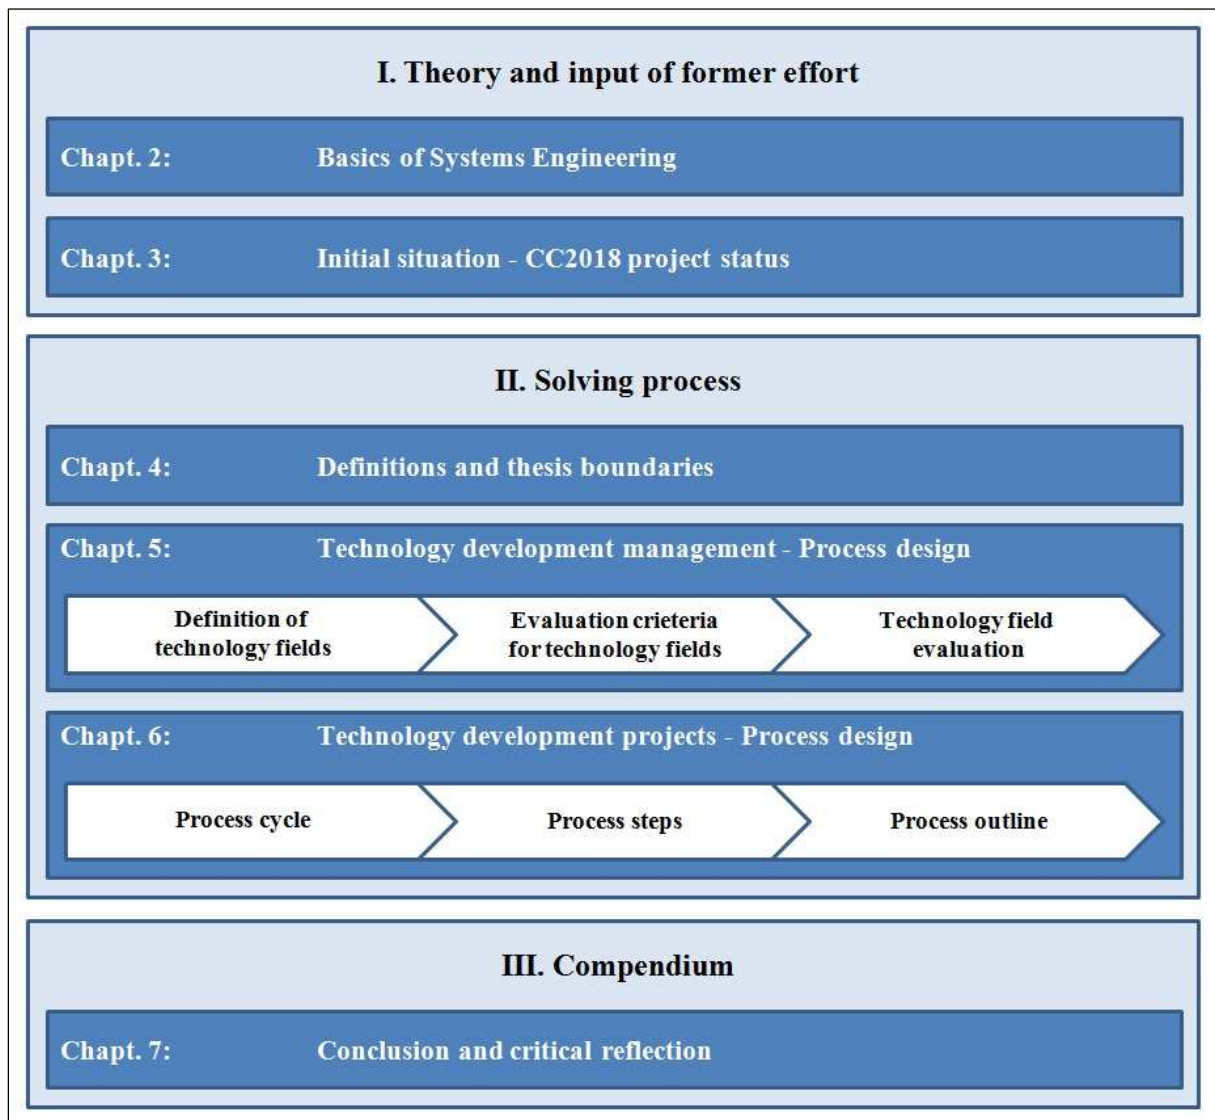 I. Theory and input of former effort
Chapt. 2: Basics of Systems Engineering
Chapt. 3: Initial situation - CC2018 project status
II. Solving process
Chapt. 4: Definitions and thesis boundaries
Chapt. 5: Technology development management - Process design
Definition of
technology fields
Evaluation crieteria
for technology fields
Technology field
evaluation
Chapt. 6: Technology development projects - Process design
Process cycle
Process steps
Process outline
III. Compendium
Chapt. 7: Conclusion and critical reflection